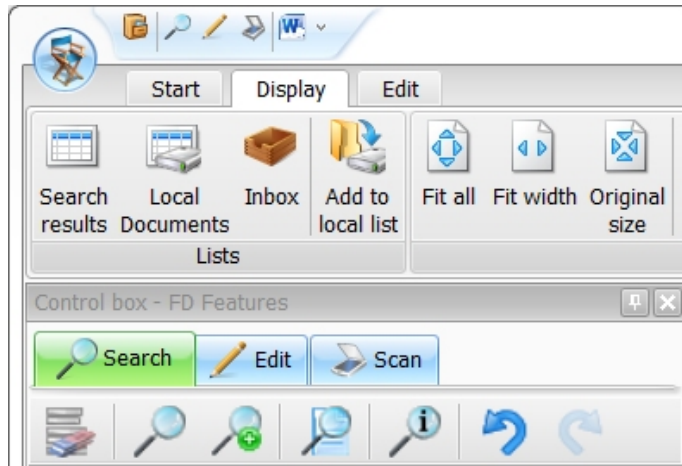 Start Display Edit
Search results
Local Documents
Inbox
Add to local list
Fit all
Fit width
Original size
Lists
Control box - FD Features
Search Edit Scan